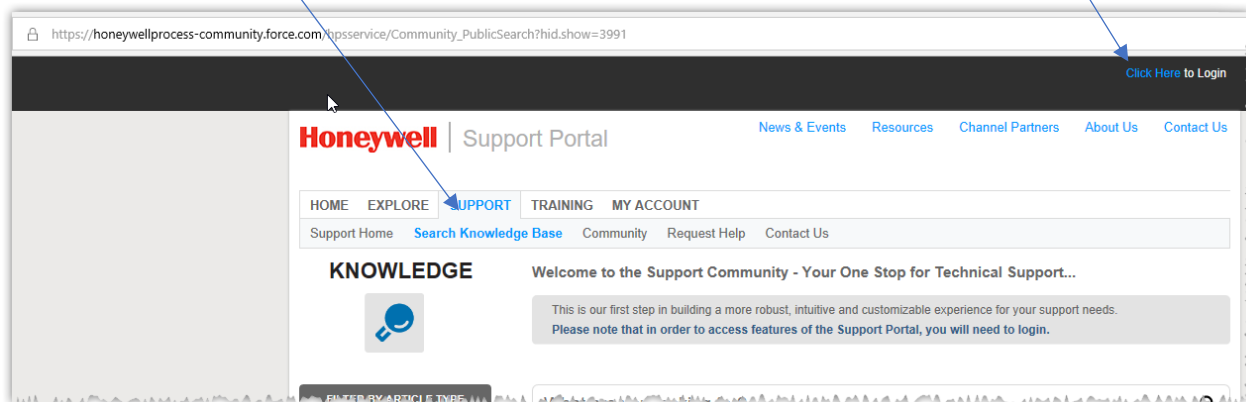 https://honeywellprocess-community.force.com/hpsservice/Community_PublicSearch?hid.show=3991
Click Here to Login
Honeywell | Support Portal
News & Events Resources Channel Partners About Us Contact Us
HOME EXPLORE SUPPORT TRAINING MY ACCOUNT
Support Home Search Knowledge Base Community Request Help Contact Us
KNOWLEDGE
Welcome to the Support Community - Your One Stop for Technical Support...
This is our first step in building a more robust, intuitive and customizable experience for your support needs.
Please note that in order to access features of the Support Portal, you will need to login.
FILTER BY ARTICLE TYPE